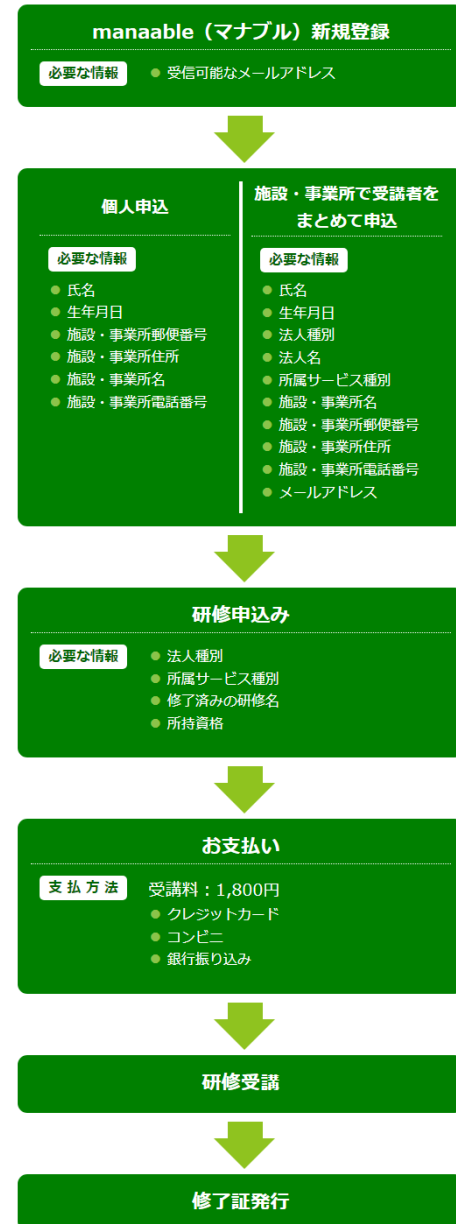 manaable（マナブル）新規登録
必要な情報
受信可能なメールアドレス
個人申込
必要な情報
氏名
生年月日
施設・事業所郵便番号
施設・事業所住所
施設・事業所名
施設・事業所電話番号
施設・事業所で受講者を
まとめて申込
必要な情報
氏名
生年月日
法人種別
法人名
所属サービス種別
施設・事業所名
施設・事業所郵便番号
施設・事業所住所
施設・事業所電話番号
メールアドレス
研修申込み
必要な情報
法人種別
所属サービス種別
修了済みの研修名
所持資格
お支払い
支払方法
受講料：1,800円
クレジットカード
コンビニ
銀行振り込み
研修受講
修了証発行